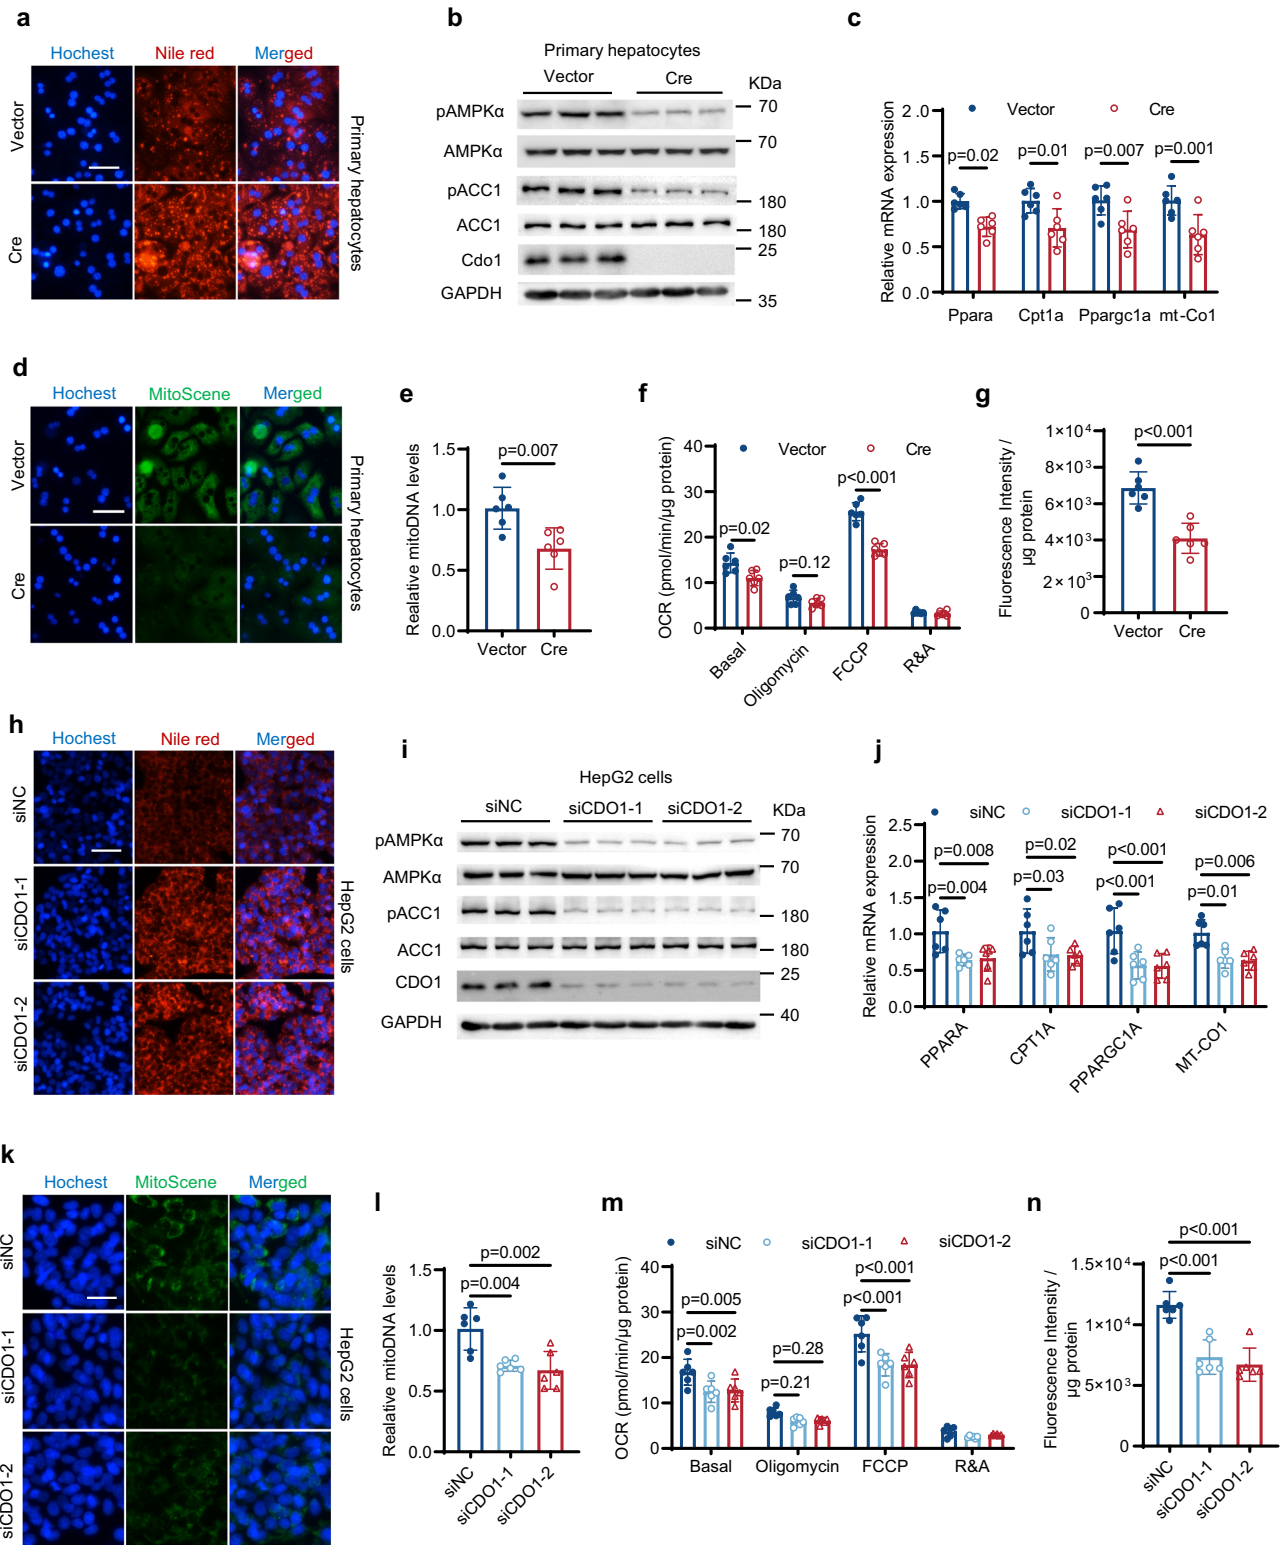 a
Hochest Nile red Merged
Vector
Cre
Primary hepatocytes
b
Primary hepatocytes
Vector Cre KDa
pAMPKα 70
AMPKα 70
pACC1 180
ACC1 180
Cdo1 25
GAPDH 35
c
Vector Cre
Relative mRNA expression
2.0
1.5
1.0
0.5
0.0
p=0.02 p=0.01 p=0.007 p=0.001
Ppara Cpt1a Ppargc1a mt-Co1
d
Hochest MitoScene Merged
Vector
Cre
Primary hepatocytes
e
Realative mitoDNA levels
1.5
1.0
0.5
0.0
p=0.007
Vector Cre
f
Vector Cre
OCR (pmol/min/μg protein)
40
30
20
10
0
p=0.02 p=0.12 p<0.001
Basal Oligomycin FCCP R&A
g
Fluorescence Intensity /
μg protein
1×10⁴
8×10³
6×10³
4×10³
2×10³
0
p<0.001
Vector Cre
h
Hochest Nile red Merged
siNC
siCDO1-1
siCDO1-2
HepG2 cells
i
HepG2 cells
siNC siCDO1-1 siCDO1-2 KDa
pAMPKα 70
AMPKα 70
pACC1 180
ACC1 180
CDO1 25
GAPDH 40
j
siNC siCDO1-1 siCDO1-2
Relative mRNA expression
2.5
2.0
1.5
1.0
0.5
0.0
p=0.008 p=0.02 p<0.001 p=0.006
p=0.004 p=0.03 p<0.001 p=0.01
PPARA CPT1A PPARGC1A MT-CO1
k
Hochest MitoScene Merged
siNC
siCDO1-1
siCDO1-2
HepG2 cells
l
Realative mitoDNA levels
1.5
1.0
0.5
0.0
p=0.002
p=0.004
siNC siCDO1-1 siCDO1-2
m
siNC siCDO1-1 siCDO1-2
OCR (pmol/min/μg protein)
40
30
20
10
0
p=0.005 p=0.28 p<0.001
p=0.002 p=0.21 p<0.001
Basal Oligomycin FCCP R&A
n
Fluorescence Intensity /
μg protein
1.5×10⁴
1×10⁴
5×10³
0
p<0.001
p<0.001
siNC siCDO1-1 siCDO1-2